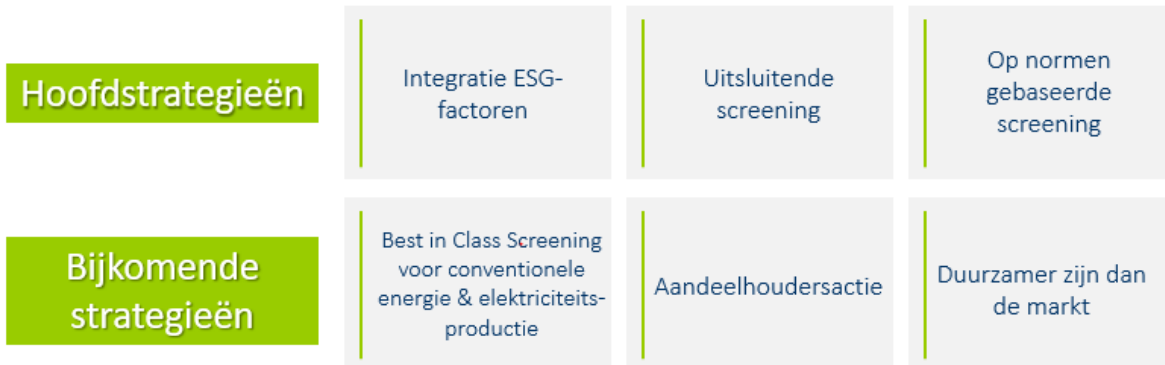 Hoofdstrategieën
Integratie ESG-
factoren
Uitsluitende
screening
Op normen
gebaseerde
screening
Bijkomende
strategieën
Best in Class Screening
voor conventionele
energie & elektriciteits-
productie
Aandeelhoudersactie
Duurzamer zijn dan
de markt